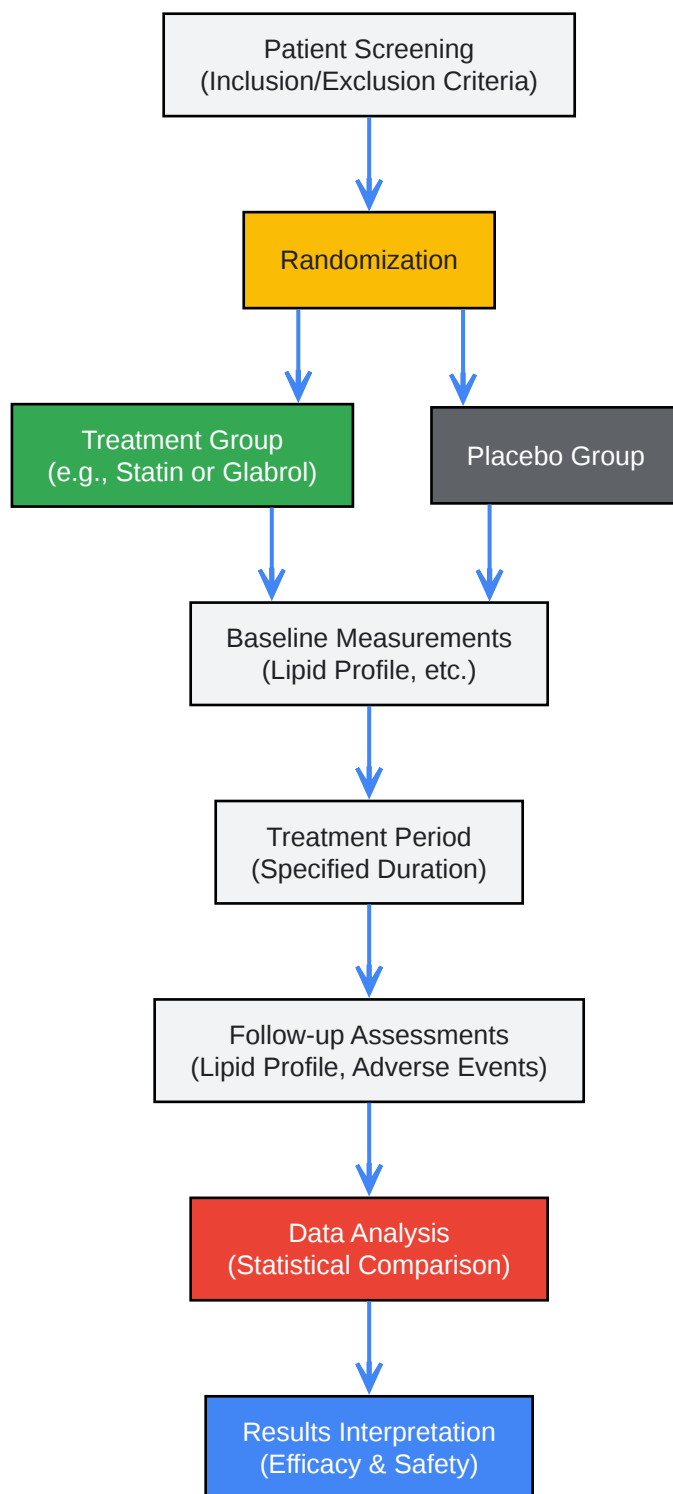 Patient Screening
(Inclusion/Exclusion Criteria)
Randomization
Treatment Group
(e.g., Statin or Glabrol)
Placebo Group
Baseline Measurements
(Lipid Profile, etc.)
Treatment Period
(Specified Duration)
Follow-up Assessments
(Lipid Profile, Adverse Events)
Data Analysis
(Statistical Comparison)
Results Interpretation
(Efficacy & Safety)